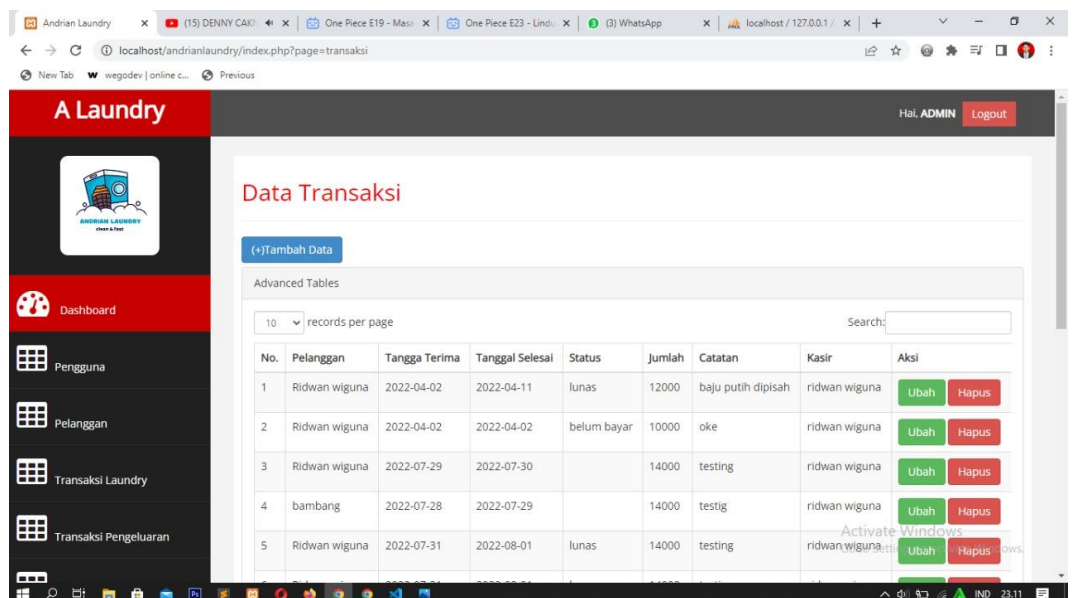 Andrian Laundry
(15) DENNY CAKN
One Piece E19 - Masa
One Piece E23 - Lindu
(3) WhatsApp
localhost / 127.0.0.1 /
localhost/andrianlaundry/index.php?page=transaksi
New Tab
wegodev | online c...
Previous
A Laundry
Hai, ADMIN
Logout
ANDRIAN LAUNDRY
clean & fast
Data Transaksi
(+)Tambah Data
Advanced Tables
Dashboard
Pengguna
Pelanggan
Transaksi Laundry
Transaksi Pengeluaran
10 records per page
Search:
No. Pelanggan Tangga Terima Tanggal Selesai Status Jumlah Catatan Kasir Aksi
1 Ridwan wiguna 2022-04-02 2022-04-11 lunas 12000 baju putih dipisah ridwan wiguna Ubah Hapus
2 Ridwan wiguna 2022-04-02 2022-04-02 belum bayar 10000 oke ridwan wiguna Ubah Hapus
3 Ridwan wiguna 2022-07-29 2022-07-30 14000 testing ridwan wiguna Ubah Hapus
4 bambang 2022-07-28 2022-07-29 14000 testig ridwan wiguna Ubah Hapus
5 Ridwan wiguna 2022-07-31 2022-08-01 lunas 14000 testing ridwan wiguna Ubah Hapus
Activate Windows
IND 23.11